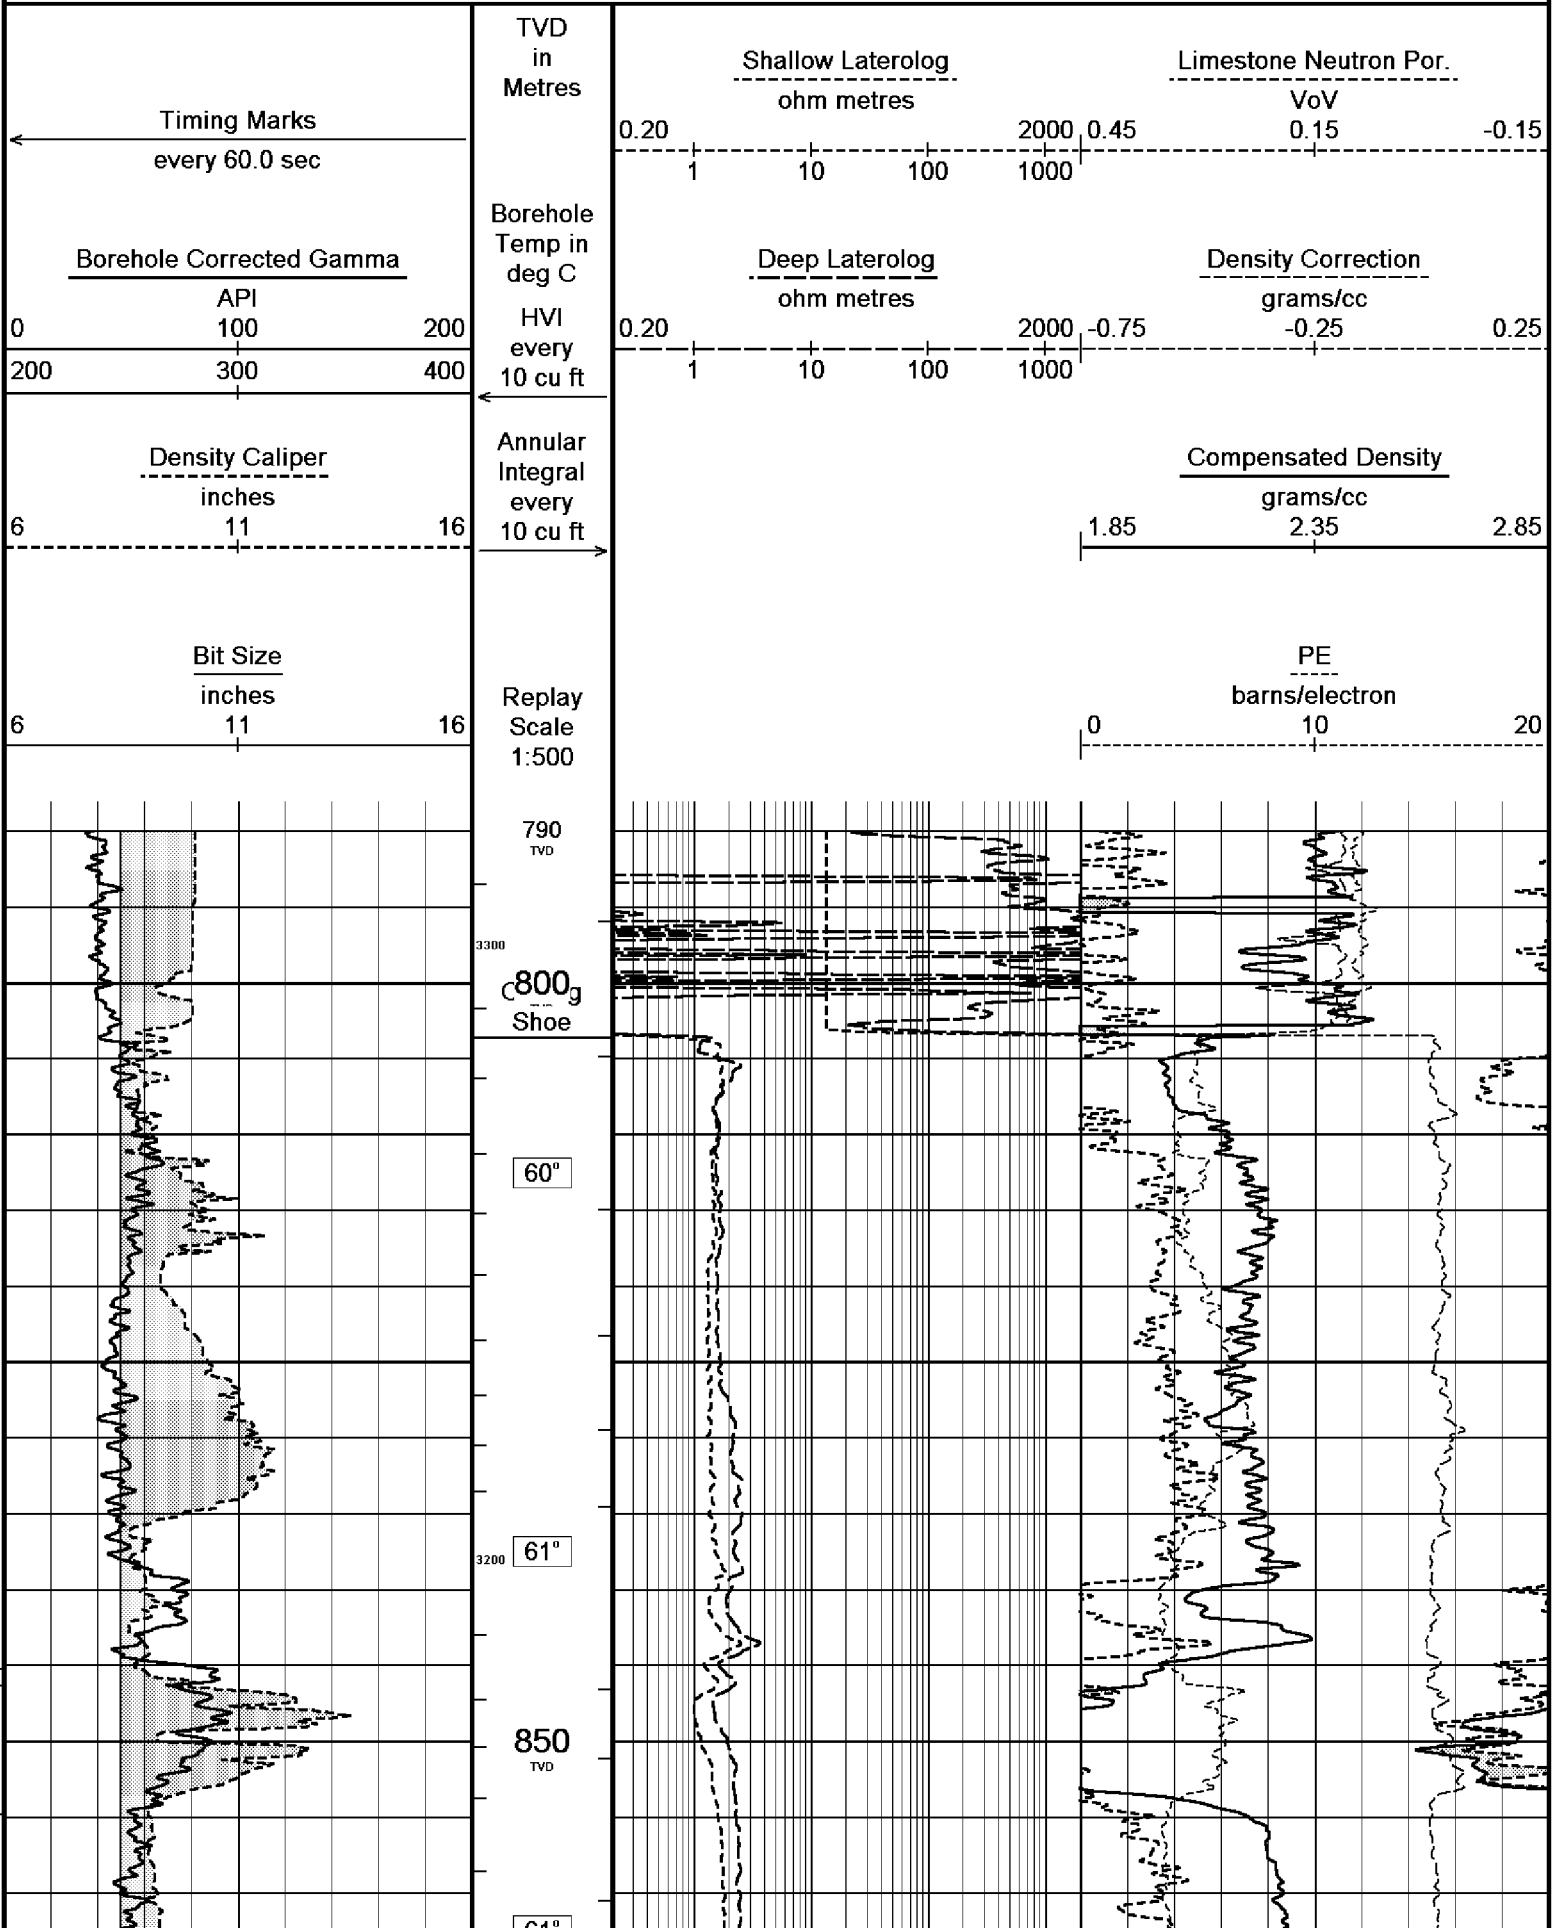 Timing Marks
every 60.0 sec
Borehole Corrected Gamma
API
0 100 200
200 300 400
Density Caliper
inches
6 11 16
Bit Size
inches
6 11 16
TVD
in
Metres
Borehole
Temp in
deg C
HVI
every
10 cu ft
Annular
Integral
every
10 cu ft
Replay
Scale
1:500
Shallow Laterolog
ohm metres
0.20 2000
1 10 100 1000
Deep Laterolog
ohm metres
0.20 2000
1 10 100 1000
Limestone Neutron Por.
VoV
0.45 0.15 -0.15
Density Correction
grams/cc
-0.75 -0.25 0.25
Compensated Density
grams/cc
1.85 2.35 2.85
PE
barns/electron
0 10 20
790
TVD
3300
800
Shoe
60°
3200
61°
850
TVD